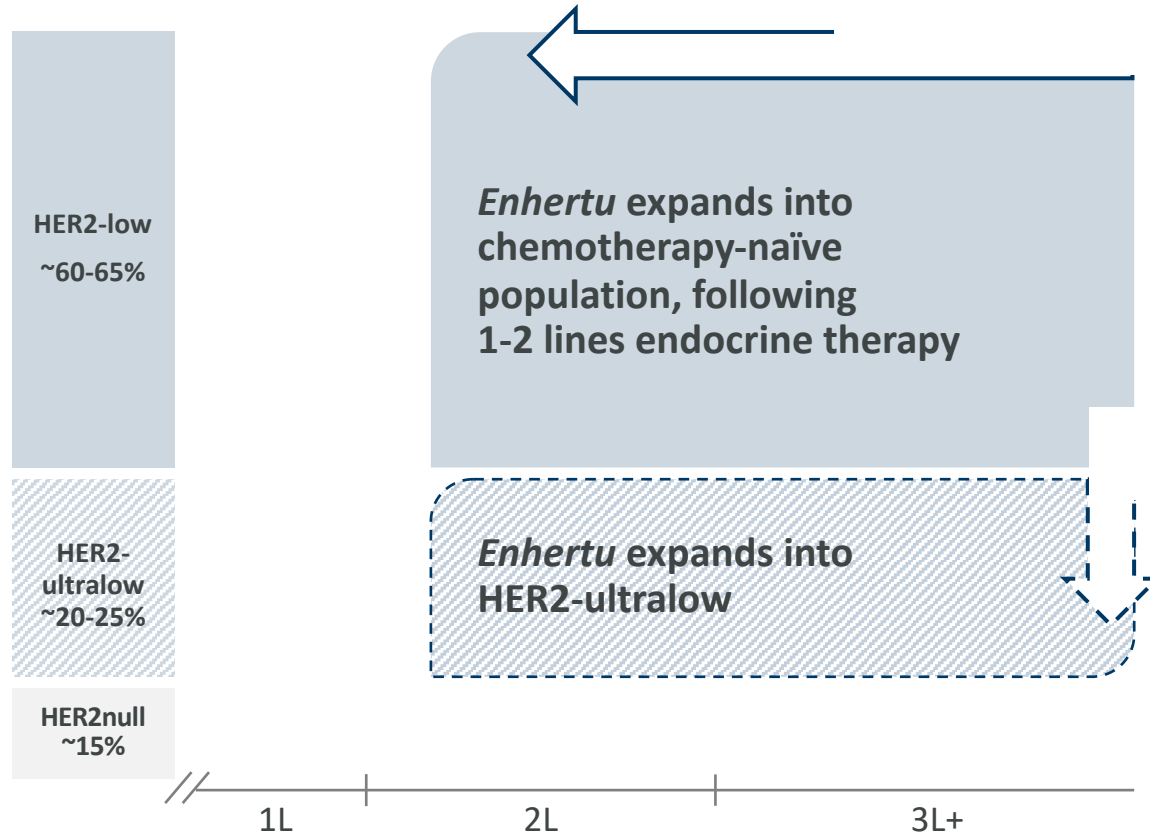 HER2-low
~60-65%
Enhertu expands into
chemotherapy-naïve
population, following
1-2 lines endocrine therapy
HER2-
ultralow
~20-25%
Enhertu expands into
HER2-ultralow
HER2null
~15%
1L
2L
3L+